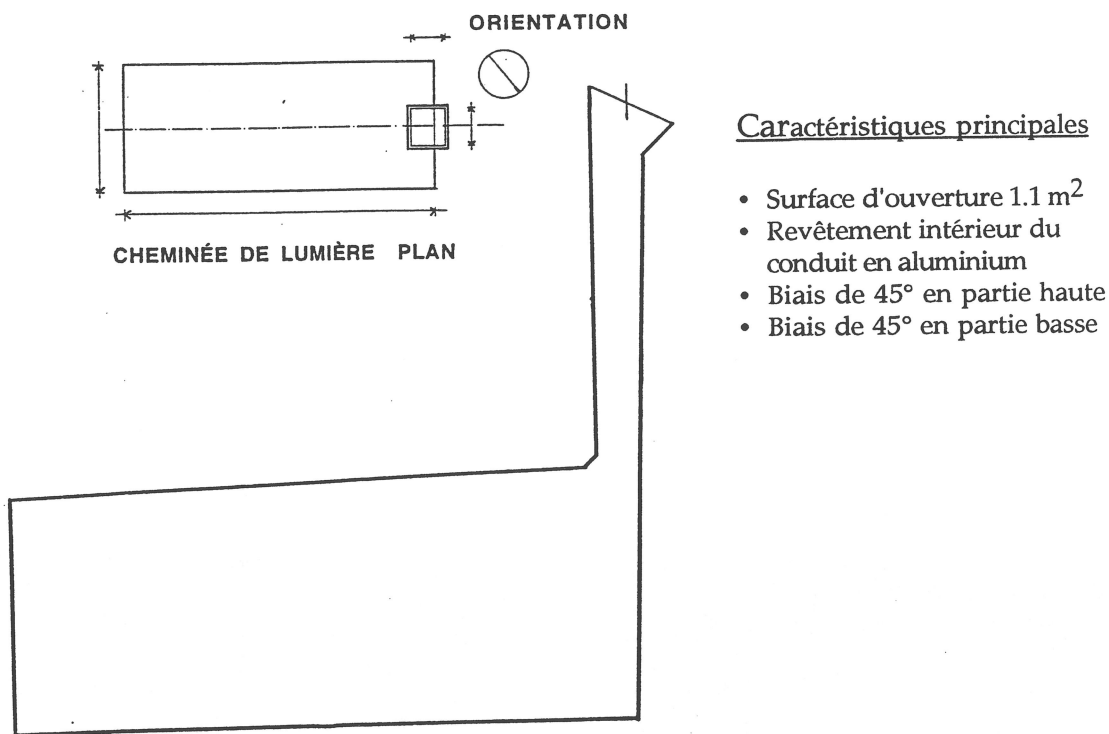 ORIENTATION
CHEMINÉE DE LUMIÈRE PLAN
Caractéristiques principales
• Surface d'ouverture 1.1 m²
• Revêtement intérieur du
conduit en aluminium
• Biais de 45° en partie haute
• Biais de 45° en partie basse